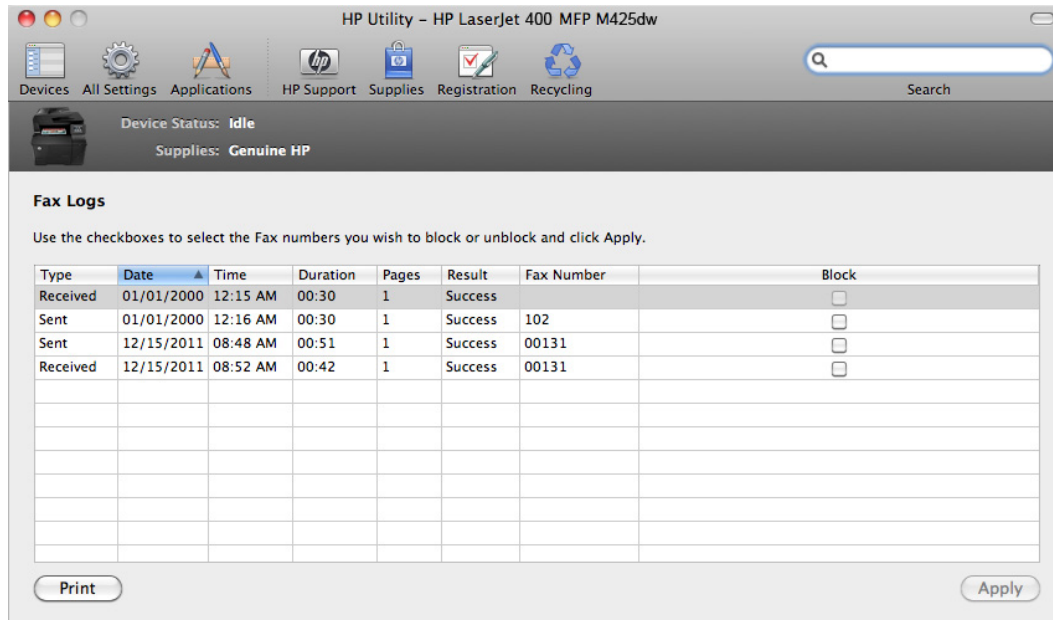 HP Utility – HP LaserJet 400 MFP M425dw
Devices All Settings Applications HP Support Supplies Registration Recycling Search
Device Status: Idle
Supplies: Genuine HP
Fax Logs
Use the checkboxes to select the Fax numbers you wish to block or unblock and click Apply.
Type Date Time Duration Pages Result Fax Number Block
Received 01/01/2000 12:15 AM 00:30 1 Success
Sent 01/01/2000 12:16 AM 00:30 1 Success 102
Sent 12/15/2011 08:48 AM 00:51 1 Success 00131
Received 12/15/2011 08:52 AM 00:42 1 Success 00131
Print Apply